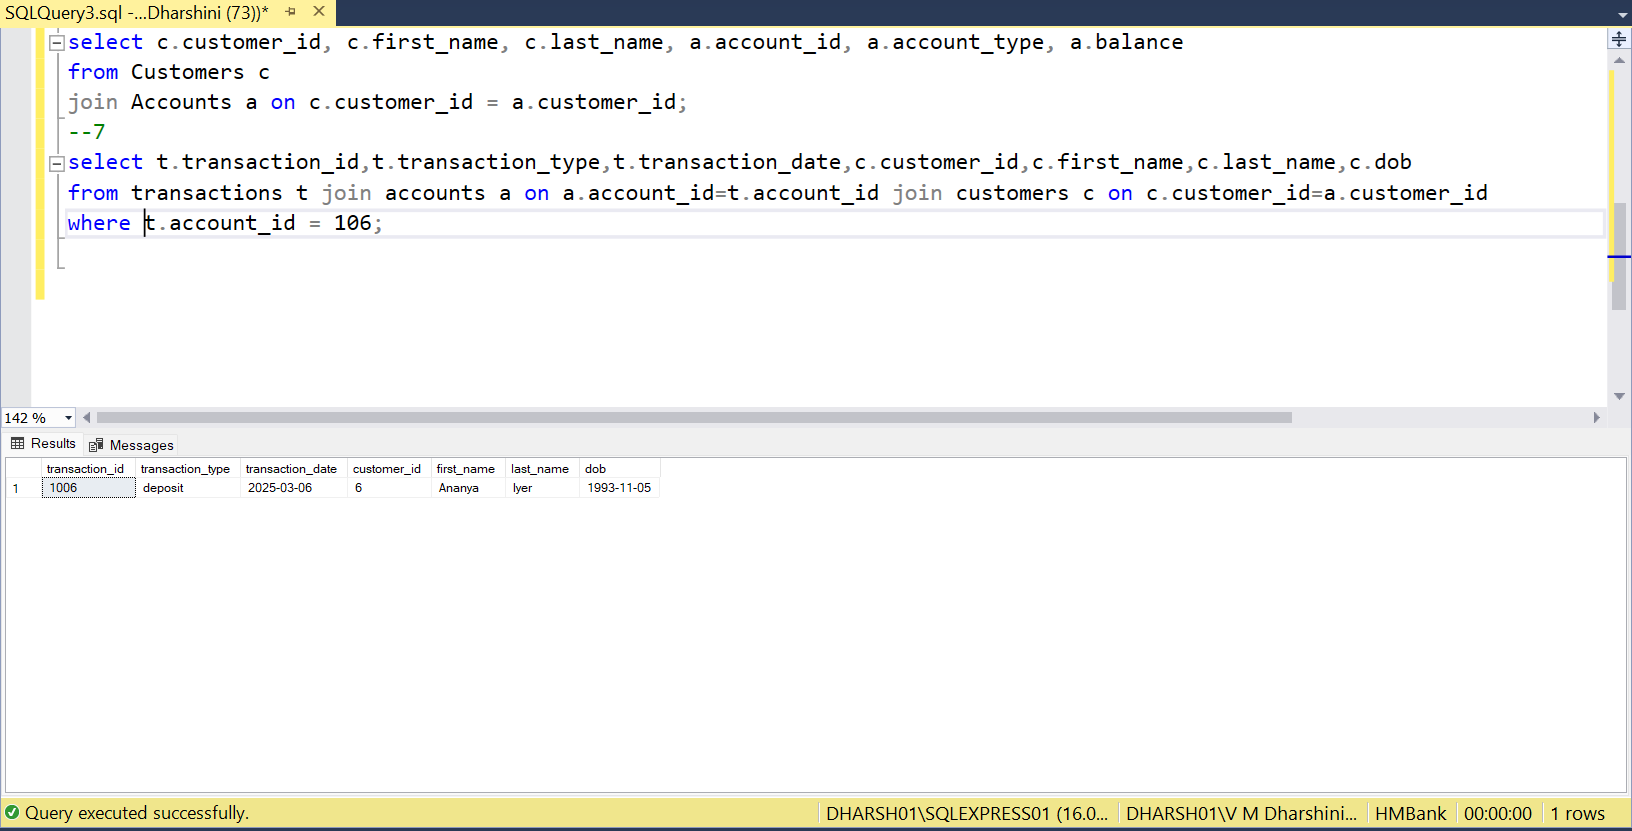 SQLQuery3.sql -...Dharshini (73))*
select c.customer_id, c.first_name, c.last_name, a.account_id, a.account_type, a.balance
from Customers c
join Accounts a on c.customer_id = a.customer_id;
--7
select t.transaction_id,t.transaction_type,t.transaction_date,c.customer_id,c.first_name,c.last_name,c.dob
from transactions t join accounts a on a.account_id=t.account_id join customers c on c.customer_id=a.customer_id
where t.account_id = 106;
142 %
Results Messages
transaction_id transaction_type transaction_date customer_id first_name last_name dob
1 1006 deposit 2025-03-06 6 Ananya Iyer 1993-11-05
Query executed successfully. DHARSH01\SQLEXPRESS01 (16.0... DHARSH01\V M Dharshini... HMBank 00:00:00 1 rows